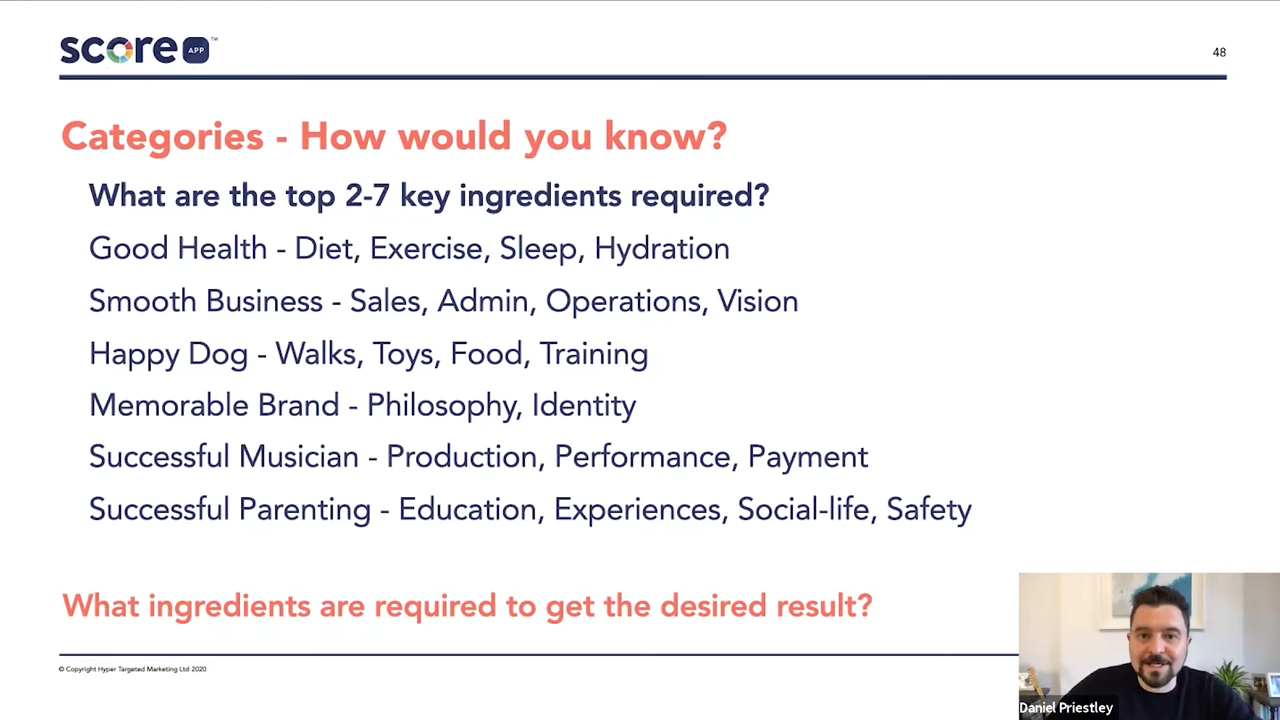 score APP™
48
Categories - How would you know?
What are the top 2-7 key ingredients required?
Good Health - Diet, Exercise, Sleep, Hydration
Smooth Business - Sales, Admin, Operations, Vision
Happy Dog - Walks, Toys, Food, Training
Memorable Brand - Philosophy, Identity
Successful Musician - Production, Performance, Payment
Successful Parenting - Education, Experiences, Social-life, Safety
What ingredients are required to get the desired result?
© Copyright Hyper Targeted Marketing Ltd 2020
Daniel Priestley